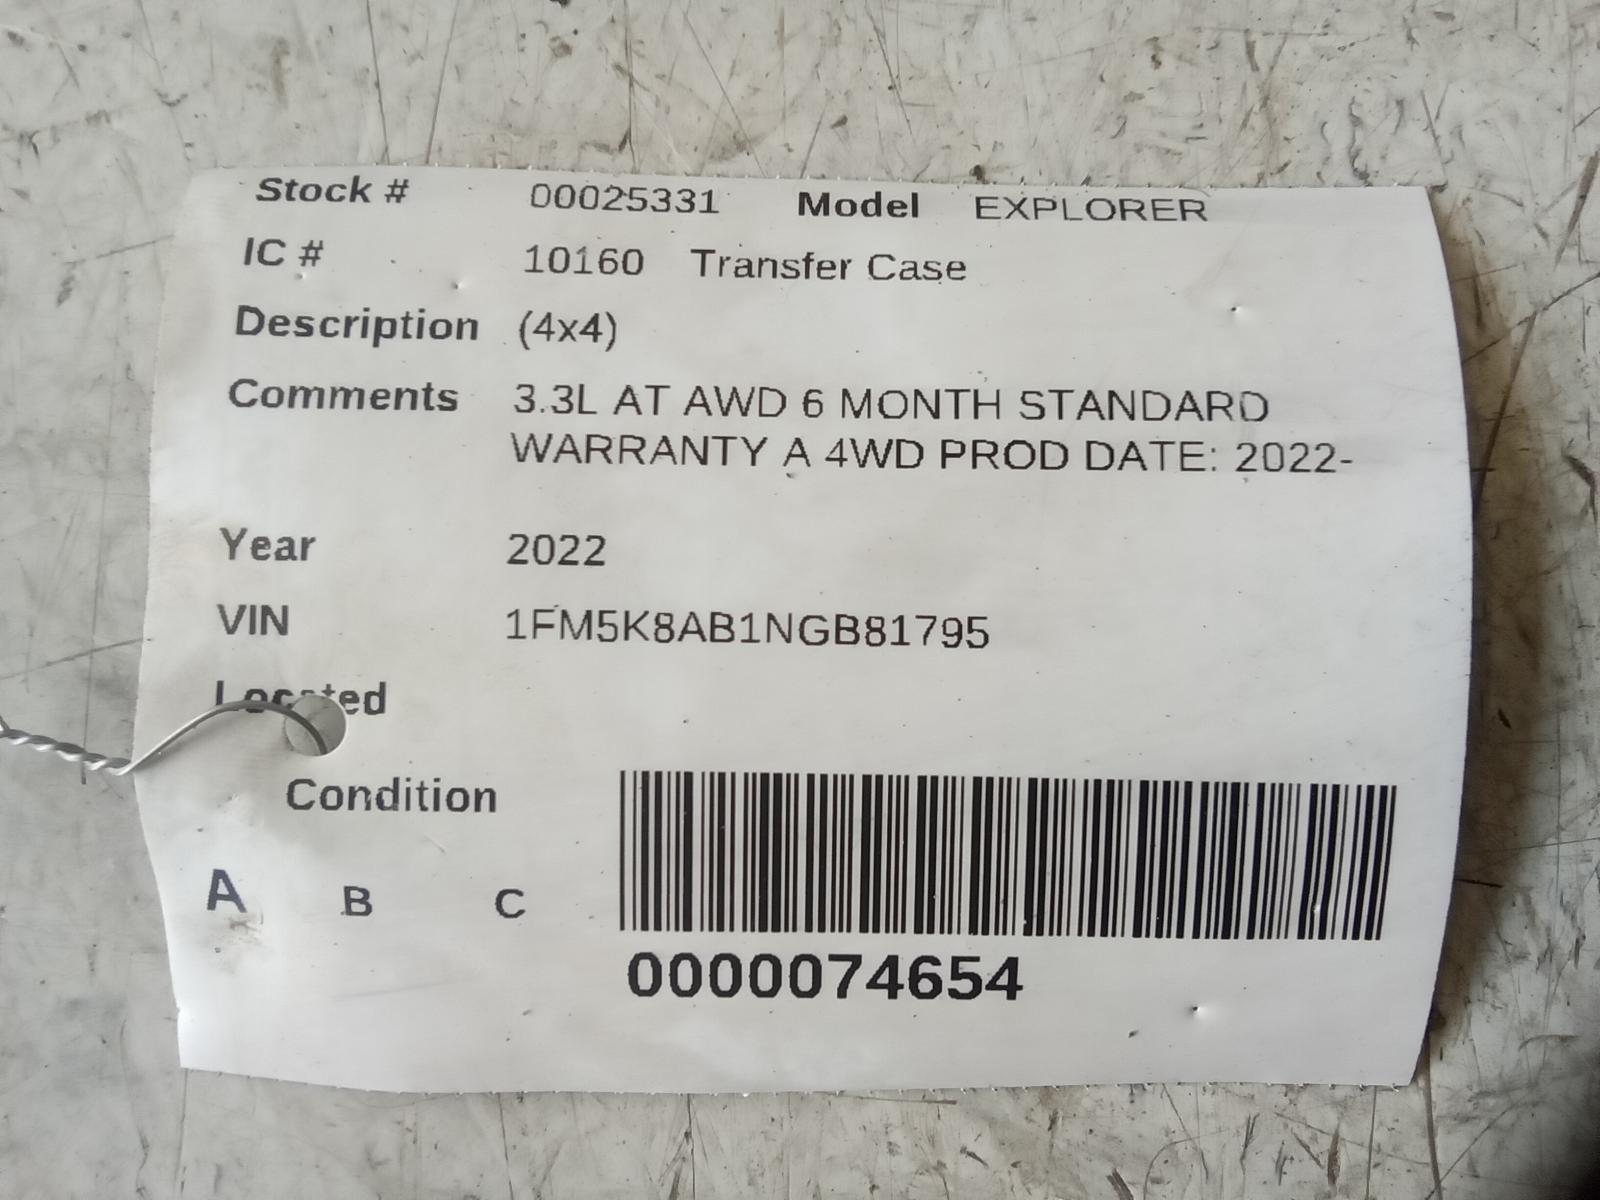 Stock # 00025331 Model EXPLORER
IC # 10160 Transfer Case
Description (4x4)
Comments 3.3L AT AWD 6 MONTH STANDARD
WARRANTY A 4WD PROD DATE: 2022-
Year 2022
VIN 1FM5K8AB1NGB81795
Located
Condition
A B C
0000074654